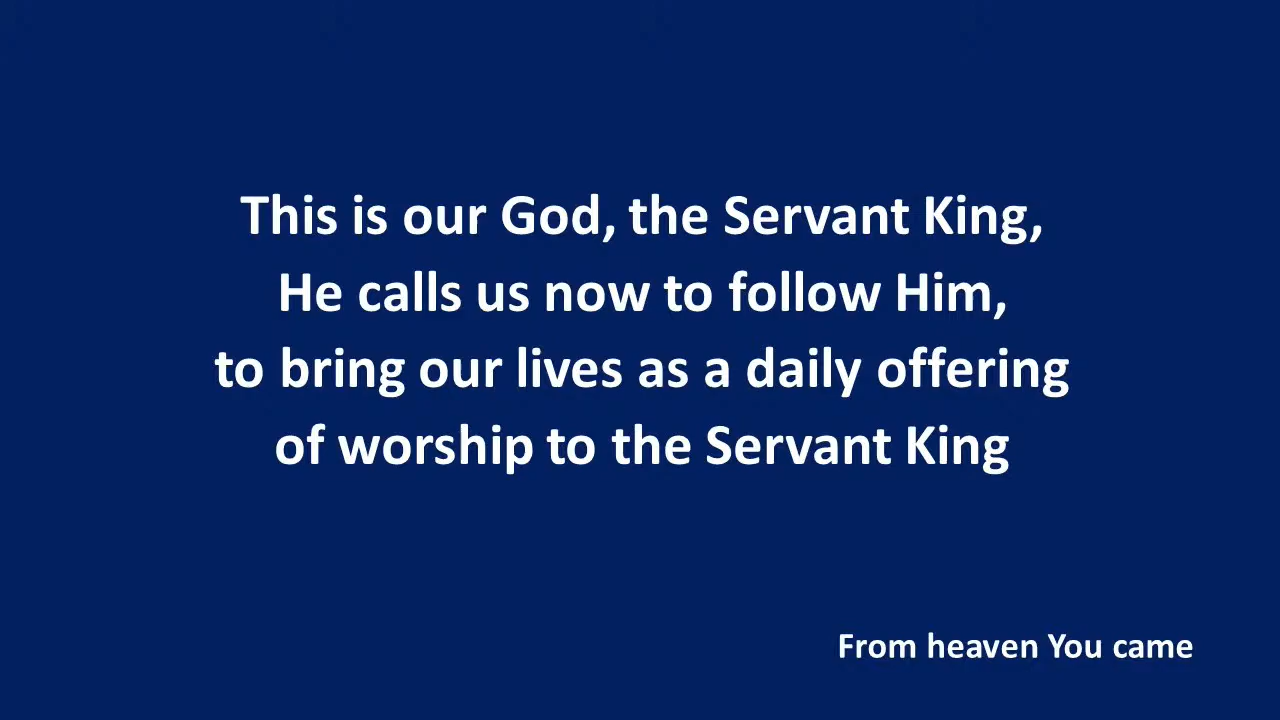 This is our God, the Servant King,
He calls us now to follow Him,
to bring our lives as a daily offering
of worship to the Servant King
From heaven You came